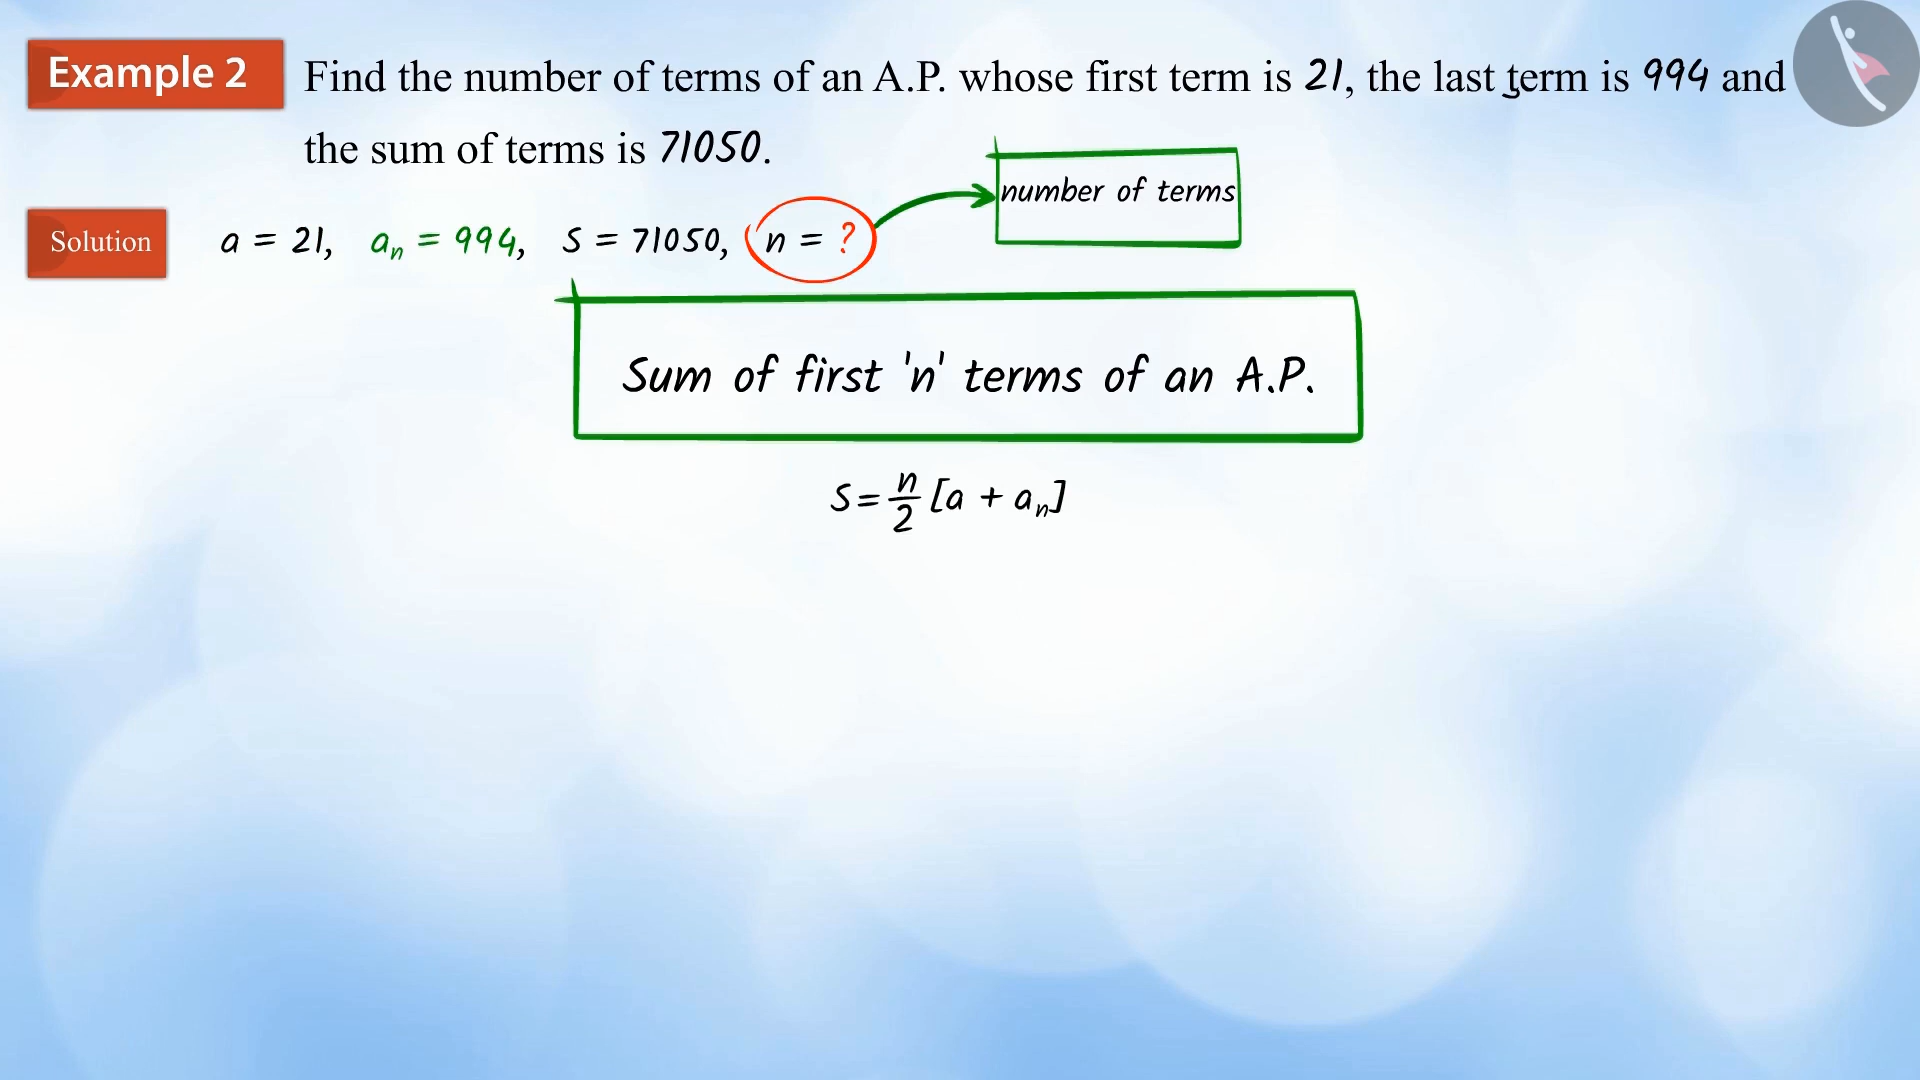 Example 2 Find the number of terms of an A.P. whose first term is 21, the last term is 994 and
the sum of terms is 71050.
number of terms
Solution a = 21, aₙ = 994, S = 71050, n = ?
Sum of first 'n' terms of an A.P.
S = n/2 [a + aₙ]